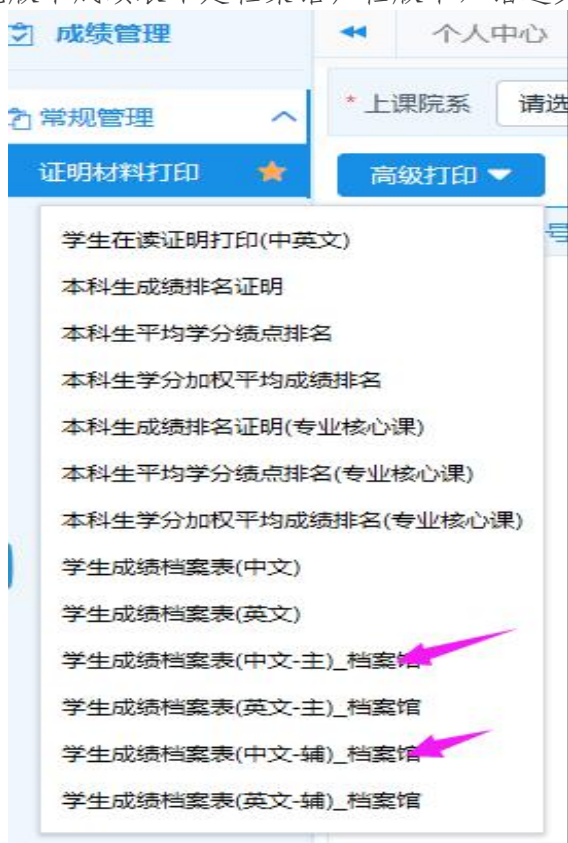 成绩管理
个人中心
常规管理
* 上课院系 请选
证明材料打印
高级打印
号
学生在读证明打印(中英文)
本科生成绩排名证明
本科生平均学分绩点排名
本科生学分加权平均成绩排名
本科生成绩排名证明(专业核心课)
本科生平均学分绩点排名(专业核心课)
本科生学分加权平均成绩排名(专业核心课)
学生成绩档案表(中文)
学生成绩档案表(英文)
学生成绩档案表(中文-主)_档案馆
学生成绩档案表(英文-主)_档案馆
学生成绩档案表(中文-辅)_档案馆
学生成绩档案表(英文-辅)_档案馆